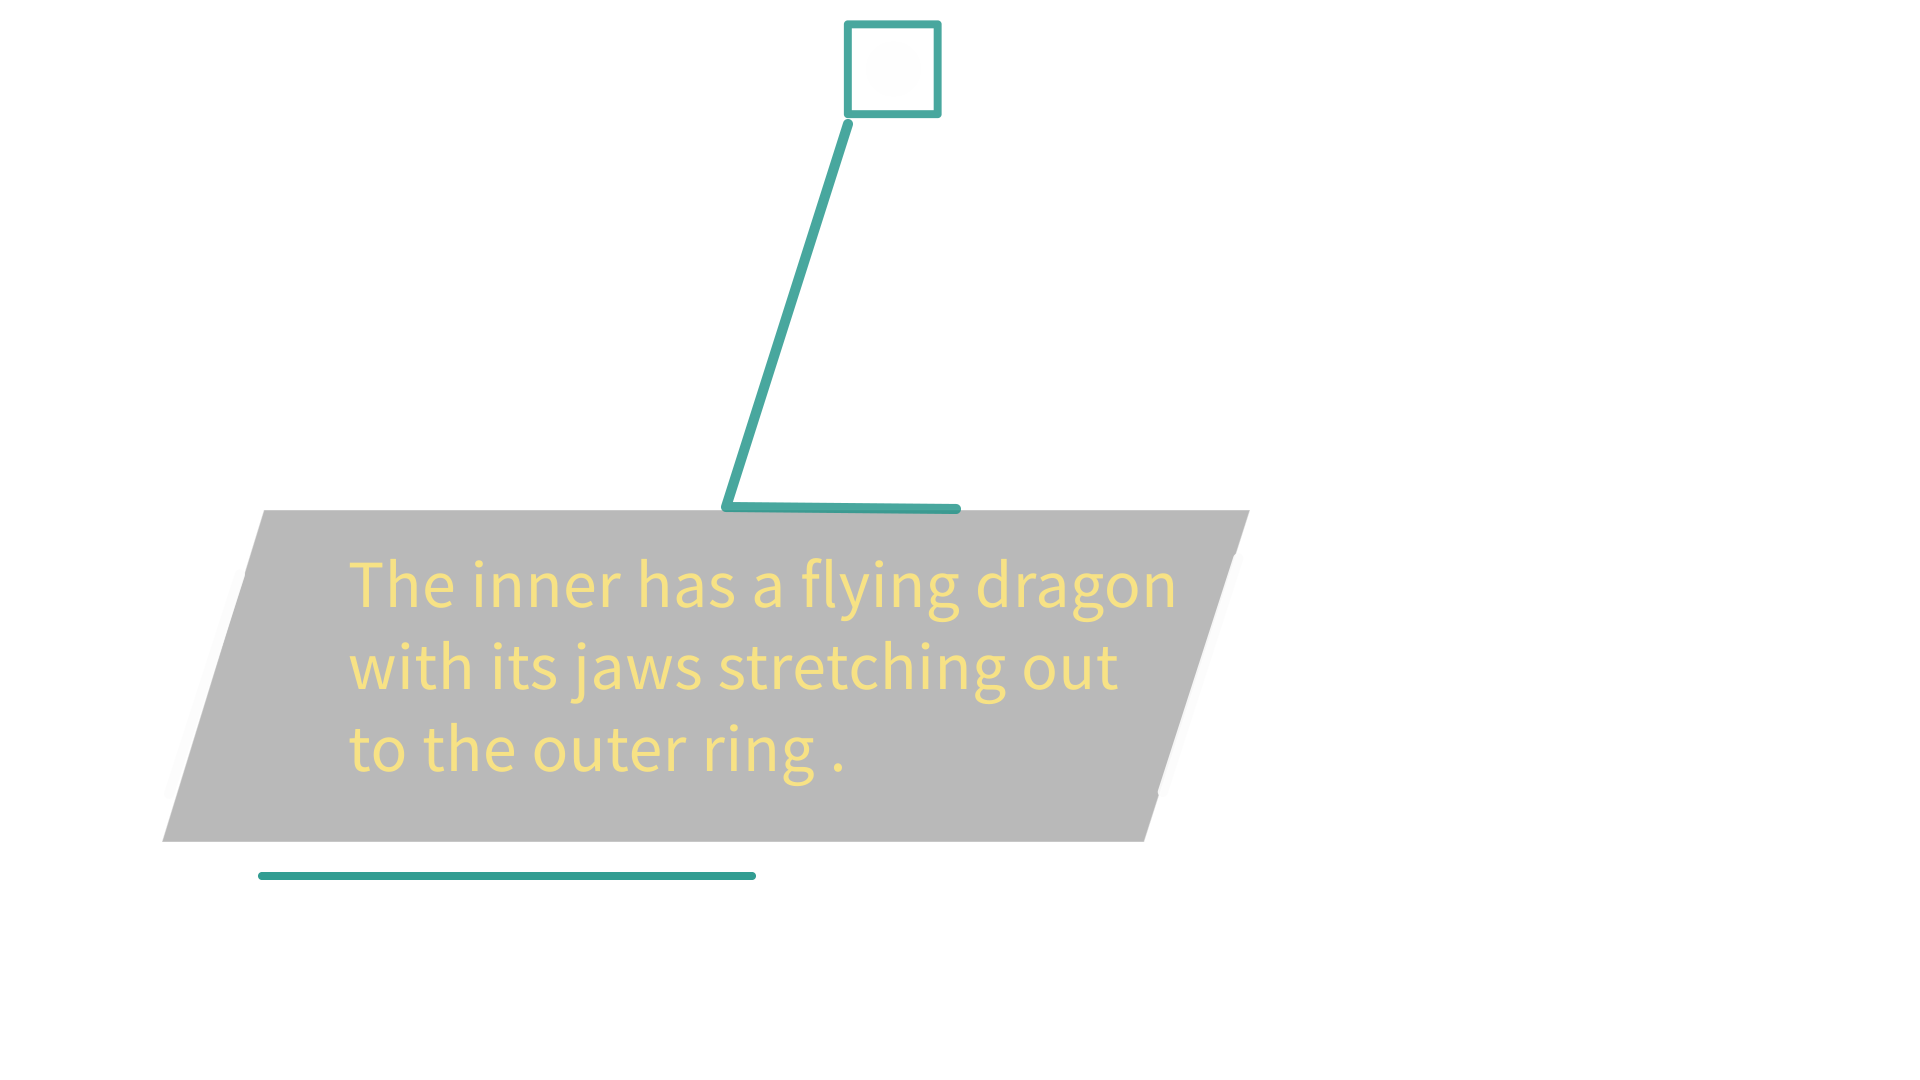 The inner has a flying dragon
with its jaws stretching out
to the outer ring .